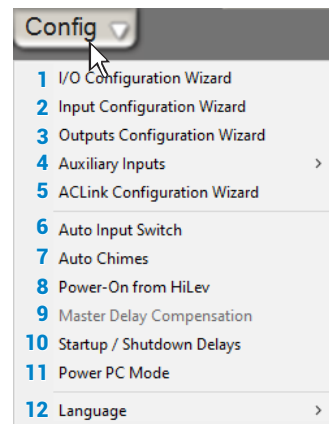 Config
1 I/O Configuration Wizard
2 Input Configuration Wizard
3 Outputs Configuration Wizard
4 Auxiliary Inputs >
5 ACLink Configuration Wizard
6 Auto Input Switch
7 Auto Chimes
8 Power-On from HiLev
9 Master Delay Compensation
10 Startup / Shutdown Delays
11 Power PC Mode
12 Language >